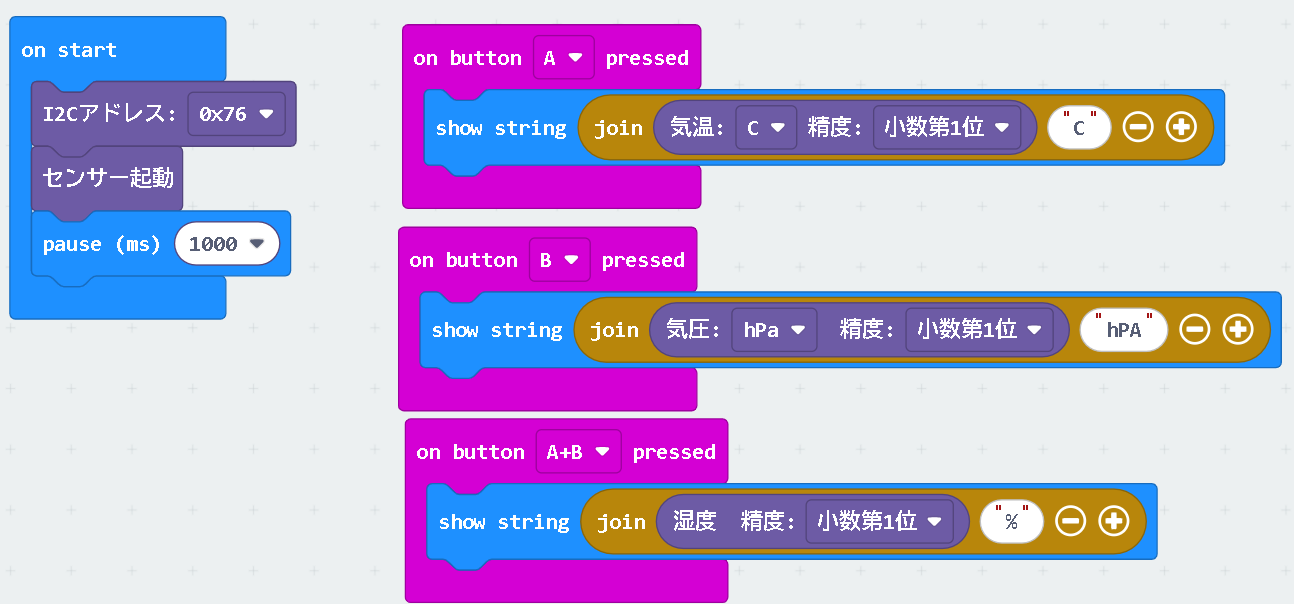 on start
I2Cアドレス: 0x76
センサー起動
pause (ms) 1000
on button A pressed
show string join 気温: C 精度: 小数第1位 "C"
on button B pressed
show string join 気圧: hPa 精度: 小数第1位 "hPA"
on button A+B pressed
show string join 湿度 精度: 小数第1位 "%"